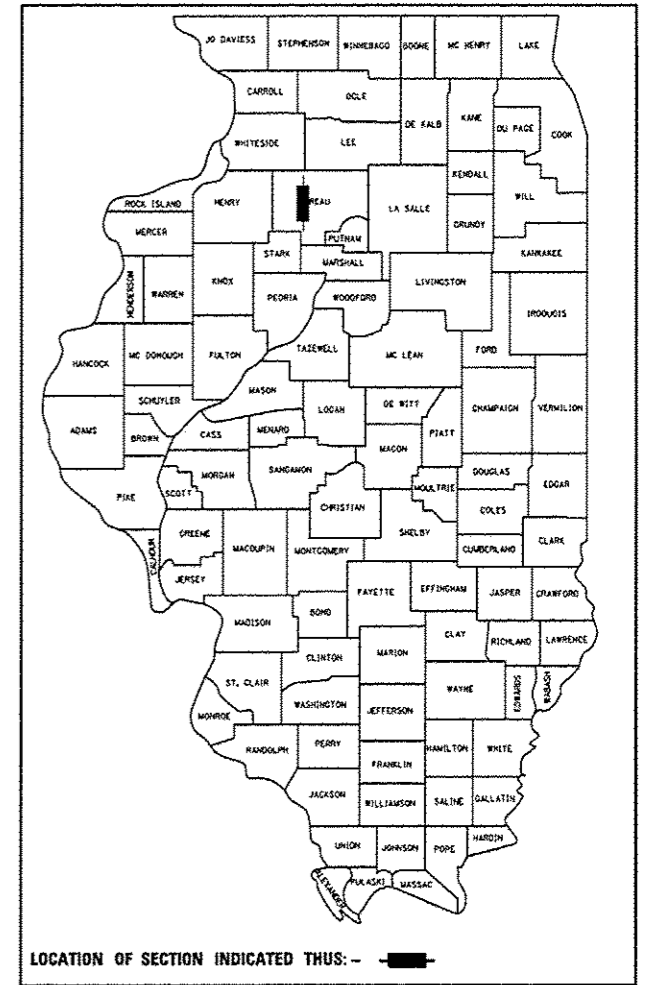 JO DAVIESS STEPHENSON WINNEBAGO BOONE MC HENRY LAKE
CARROLL OGLE DE KALB KANE DU PAGE COOK
WHITESIDE LEE
KENDALL WILL
ROCK ISLAND HENRY REAU LA SALLE GRUNDY
MERCER PUTNAM
STARK MARSHALL KANKAKEE
HENDERSON WARREN KNOX PEORIA WOODFORD LIVINGSTON IROQUOIS
HANCOCK MC DONOUGH FULTON TAZEWELL MC LEAN FORD
MASON
SCHUYLER LOGAN DE WITT CHAMPAIGN VERMILION
ADAMS BROWN CASS MENARD MACON PIATT
PIKE SCOTT MORGAN SANGAMON MOULTRIE DOUGLAS EDGAR
CHRISTIAN COLES
CALHOUN GREENE MACOUPIN MONTGOMERY SHELBY CUMBERLAND CLARK
JERSEY
MADISON BOND FAYETTE EFFINGHAM JASPER CRAWFORD
CLINTON MARION CLAY RICHLAND LAWRENCE
ST. CLAIR WASHINGTON JEFFERSON WAYNE EDWARDS WABASH
MONROE
RANDOLPH PERRY FRANKLIN HAMILTON WHITE
JACKSON WILLIAMSON SALINE GALLATIN
UNION JOHNSON POPE HARDIN
ALEXANDER PULASKI MASSAC
LOCATION OF SECTION INDICATED THUS: -